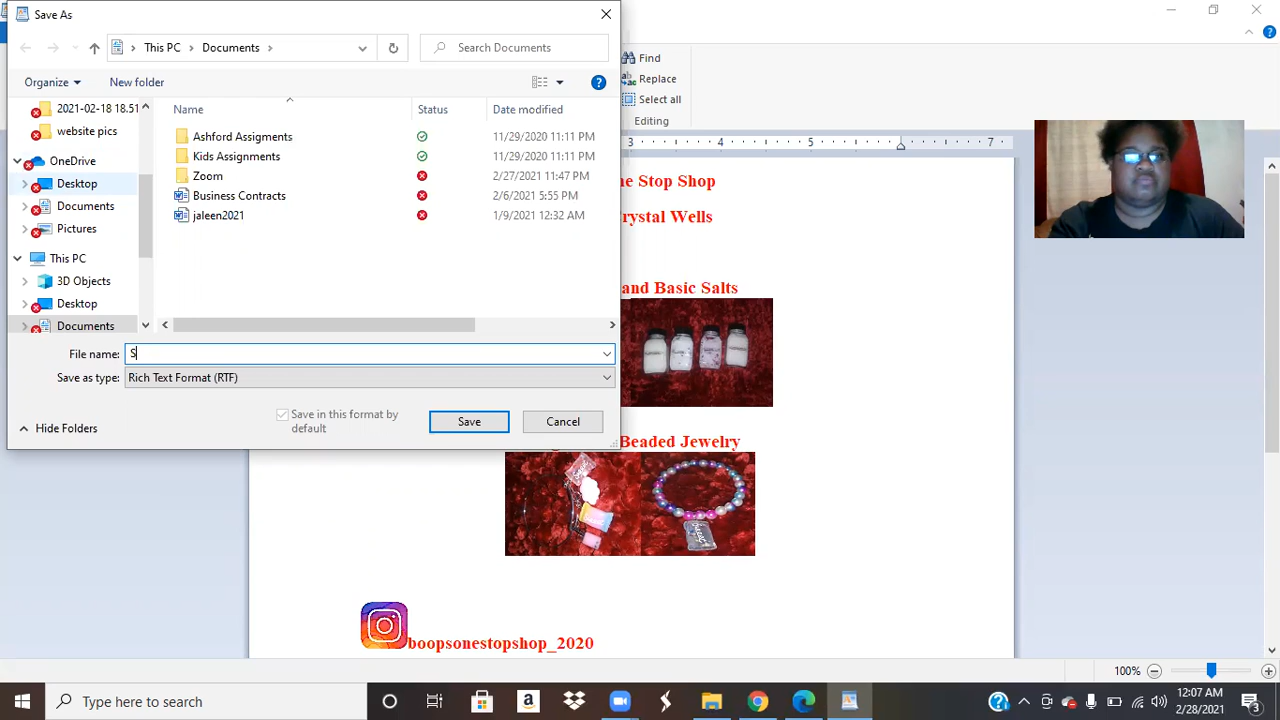 Save As
This PC > Documents >
Search Documents
Organize
New folder
Name Status Date modified
2021-02-18 18.51
website pics
OneDrive
Desktop
Documents
Pictures
This PC
3D Objects
Desktop
Documents
Ashford Assigments 11/29/2020 11:11 PM
Kids Assignments 11/29/2020 11:11 PM
Zoom 2/27/2021 11:47 PM
Business Contracts 2/6/2021 5:55 PM
jaleen2021 1/9/2021 12:32 AM
File name: S
Save as type: Rich Text Format (RTF)
Save in this format by
default
Save
Cancel
Hide Folders
Find
Replace
Select all
Editing
3 4 5 7
ne Stop Shop
rystal Wells
and Basic Salts
Beaded Jewelry
boopsonestopshop_2020
100%
Type here to search
12:07 AM
2/28/2021
3